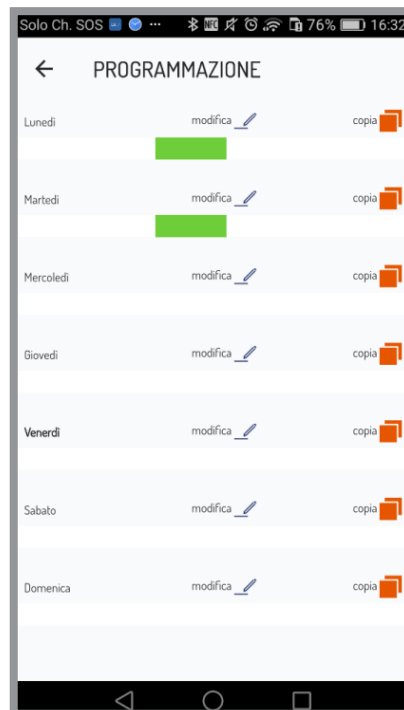 Solo Ch. SOS ... NFC 76% 16:32
PROGRAMMAZIONE
Lunedì modifica copia
Martedì modifica copia
Mercoledì modifica copia
Giovedì modifica copia
Venerdì modifica copia
Sabato modifica copia
Domenica modifica copia